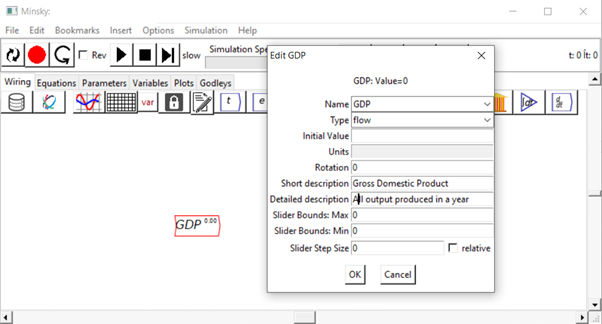 Minsky:
File Edit Bookmarks Insert Options Simulation Help
Rev slow Simulation Spe t: 0 Δt: 0
Wiring Equations Parameters Variables Plots Godleys
var t e
GDP 0.00
Edit GDP
GDP: Value=0
Name GDP
Type flow
Initial Value
Units
Rotation 0
Short description Gross Domestic Product
Detailed description All output produced in a year
Slider Bounds: Max 0
Slider Bounds: Min 0
Slider Step Size 0 relative
OK Cancel